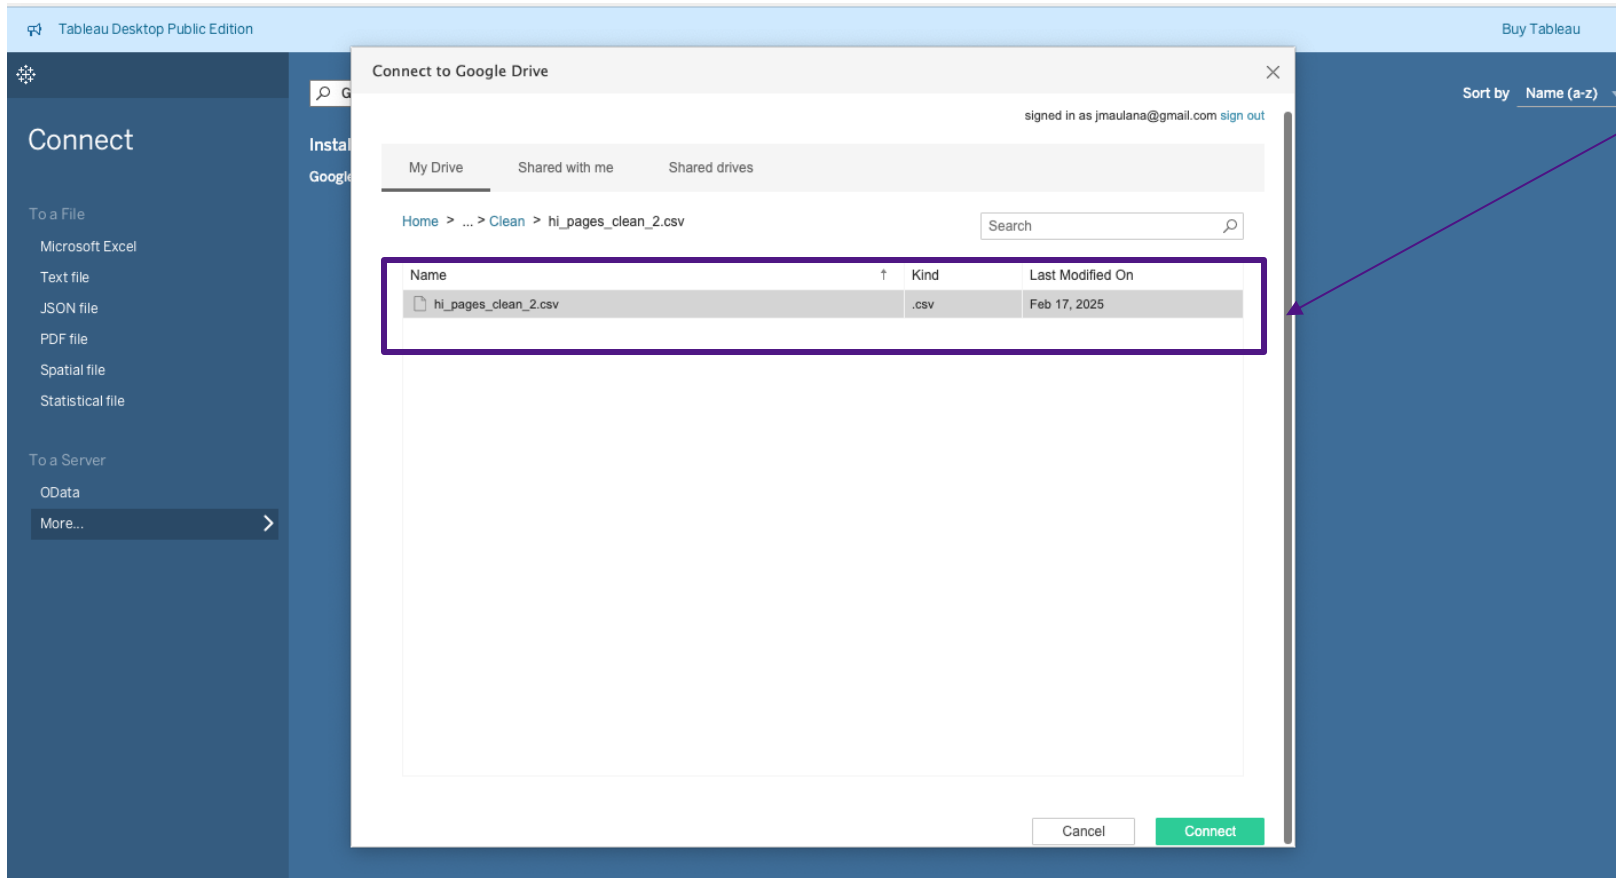 Tableau Desktop Public Edition
Buy Tableau
Connect
To a File
Microsoft Excel
Text file
JSON file
PDF file
Spatial file
Statistical file
To a Server
OData
More...
G
Instal
Google
Sort by Name (a-z)
Connect to Google Drive
signed in as jmaulana@gmail.com sign out
My Drive Shared with me Shared drives
Home > ... > Clean > hi_pages_clean_2.csv
Search
Name ↑ Kind Last Modified On
hi_pages_clean_2.csv .csv Feb 17, 2025
Cancel Connect